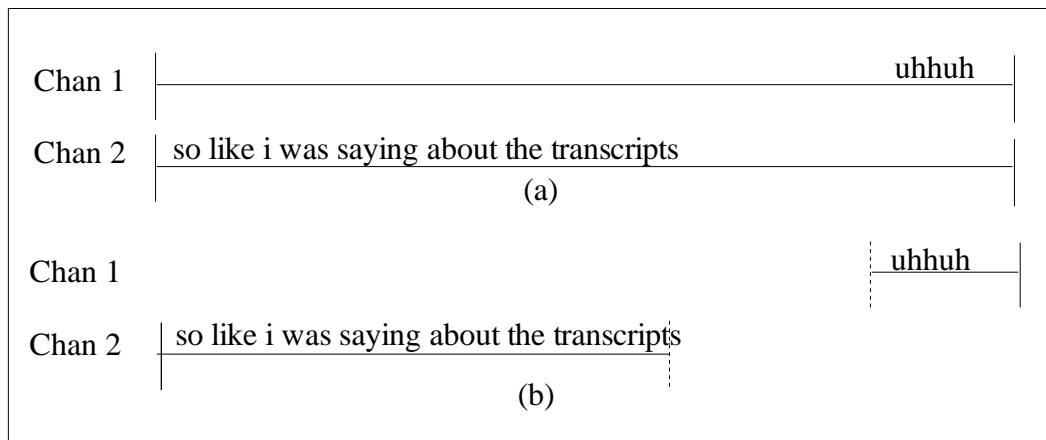 uhhuh
Chan 1
Chan 2 so like i was saying about the transcripts
(a)
Chan 1 uhhuh
Chan 2 so like i was saying about the transcripts
(b)